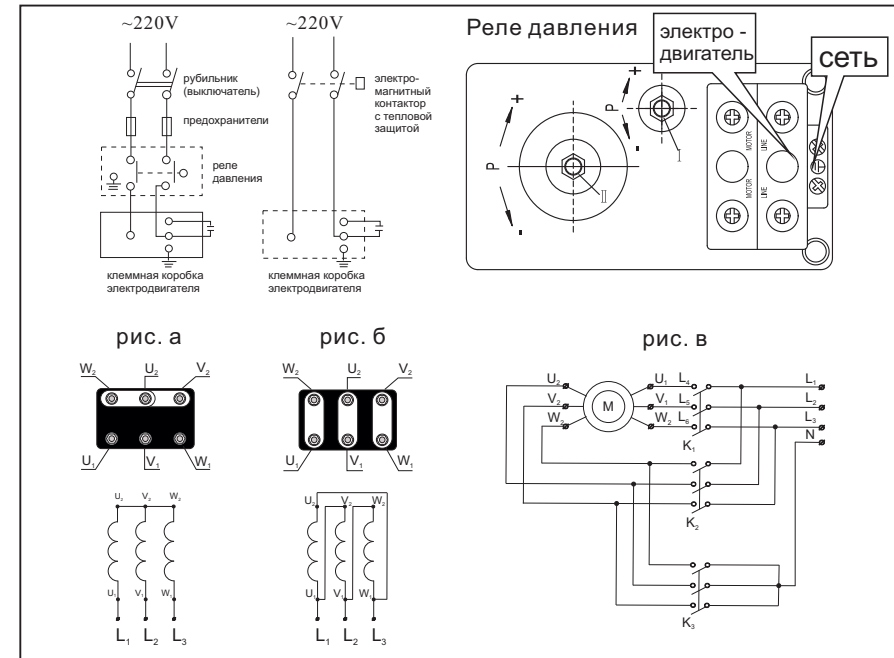 ~220V
~220V
Реле давления
электро -
двигатель
сеть
рубильник
(выключатель)
предохранители
реле
давления
электро-
магнитный
контактор
с тепловой
защитой
клеммная коробка
электродвигателя
клеммная коробка
электродвигателя
+
P
-
+
P
-
I
II
MOTOR
LINE
MOTOR
LINE
рис. а
рис. б
рис. в
W₂ U₂ V₂
U₁ V₁ W₁
U₂ V₂ W₂
U₁ V₁ W₁
L₁ L₂ L₃
W₂ U₂ V₂
U₁ V₁ W₁
U₂ V₂ W₂
U₁ V₁ W₁
L₁ L₂ L₃
U₂ U₁ L₄ L₁
V₂ M V₁ L₅ L₂
W₂ W₂ L₆ L₃
K₁ N
K₂
K₃